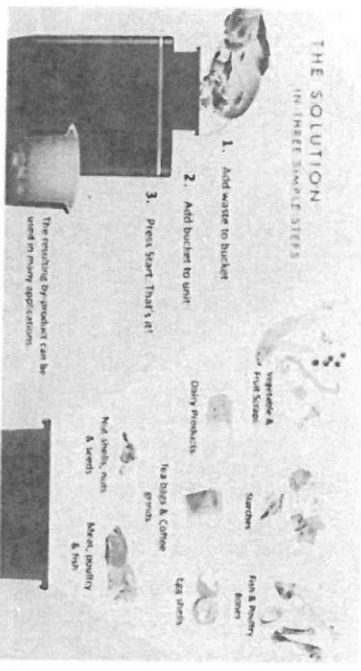 THE SOLUTION
IN THREE SIMPLE STEPS
1. Add waste to bucket
2. Add bucket to unit
3. Press Start. That's it!
The resulting by-product can be
used in many applications.
Vegetable &
Fruit Scraps
Starches
Fish & Poultry
Bones
Dairy Products
Tea bags & Coffee
grinds
Egg shells
Nut shells, nuts
& seeds
Meat, poultry
& fish